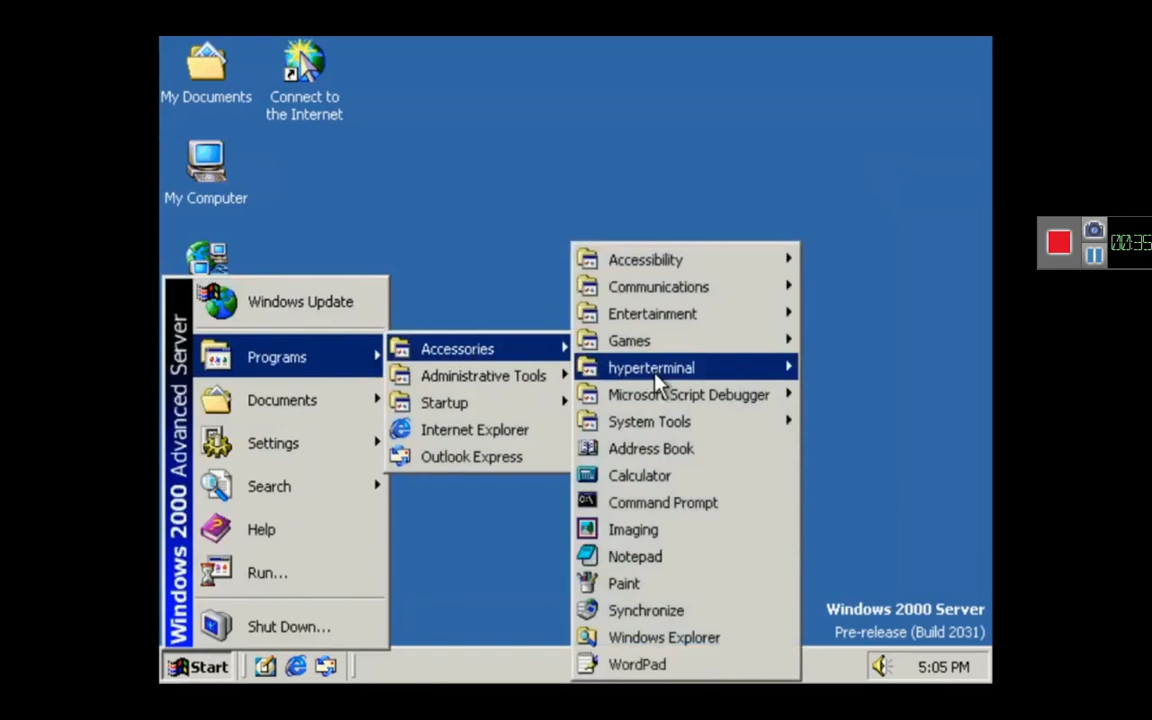 My Documents
Connect to
the Internet
My Computer
Windows 2000 Advanced Server
Windows Update
Programs
Documents
Settings
Search
Help
Run...
Shut Down...
Accessories
Administrative Tools
Startup
Internet Explorer
Outlook Express
Accessibility
Communications
Entertainment
Games
hyperterminal
Microsoft Script Debugger
System Tools
Address Book
Calculator
Command Prompt
Imaging
Notepad
Paint
Synchronize
Windows Explorer
WordPad
Windows 2000 Server
Pre-release (Build 2031)
Start
5:05 PM
00:35